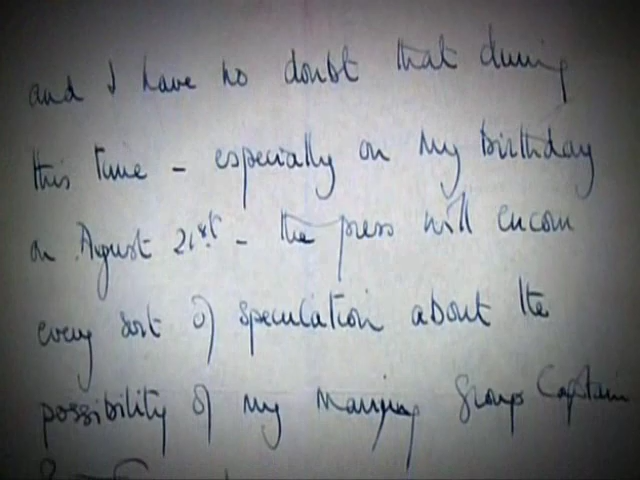 and I have no doubt that during
this time - especially on my birthday
on August 21st - the press will encour
every sort of speculation about the
possibility of my marrying Group Captain